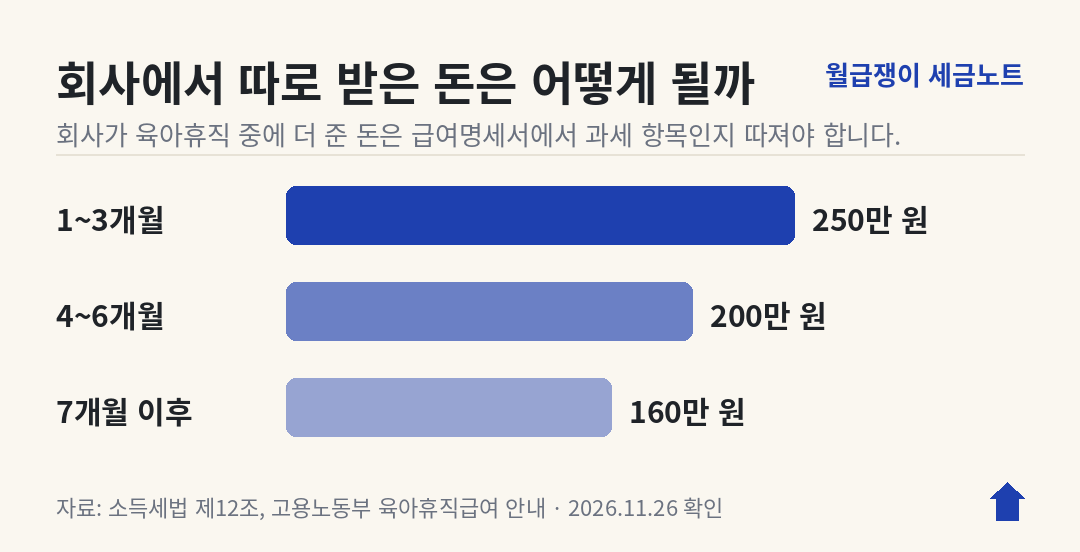 회사에서 따로 받은 돈은 어떻게 될까
월급쟁이 세금노트
회사가 육아휴직 중에 더 준 돈은 급여명세서에서 과세 항목인지 따져야 합니다.
1~3개월
250만 원
4~6개월
200만 원
7개월 이후
160만 원
자료: 소득세법 제12조, 고용노동부 육아휴직급여 안내 · 2026.11.26 확인